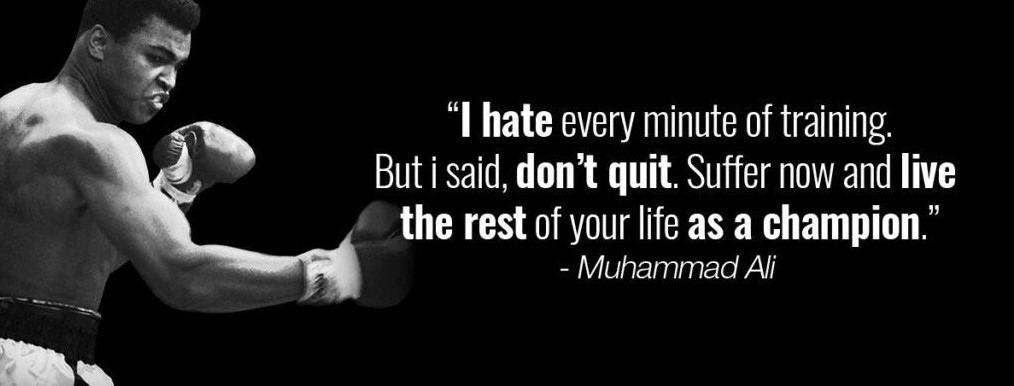 “I hate every minute of training.
But i said, don’t quit. Suffer now and live
the rest of your life as a champion.”
- Muhammad Ali